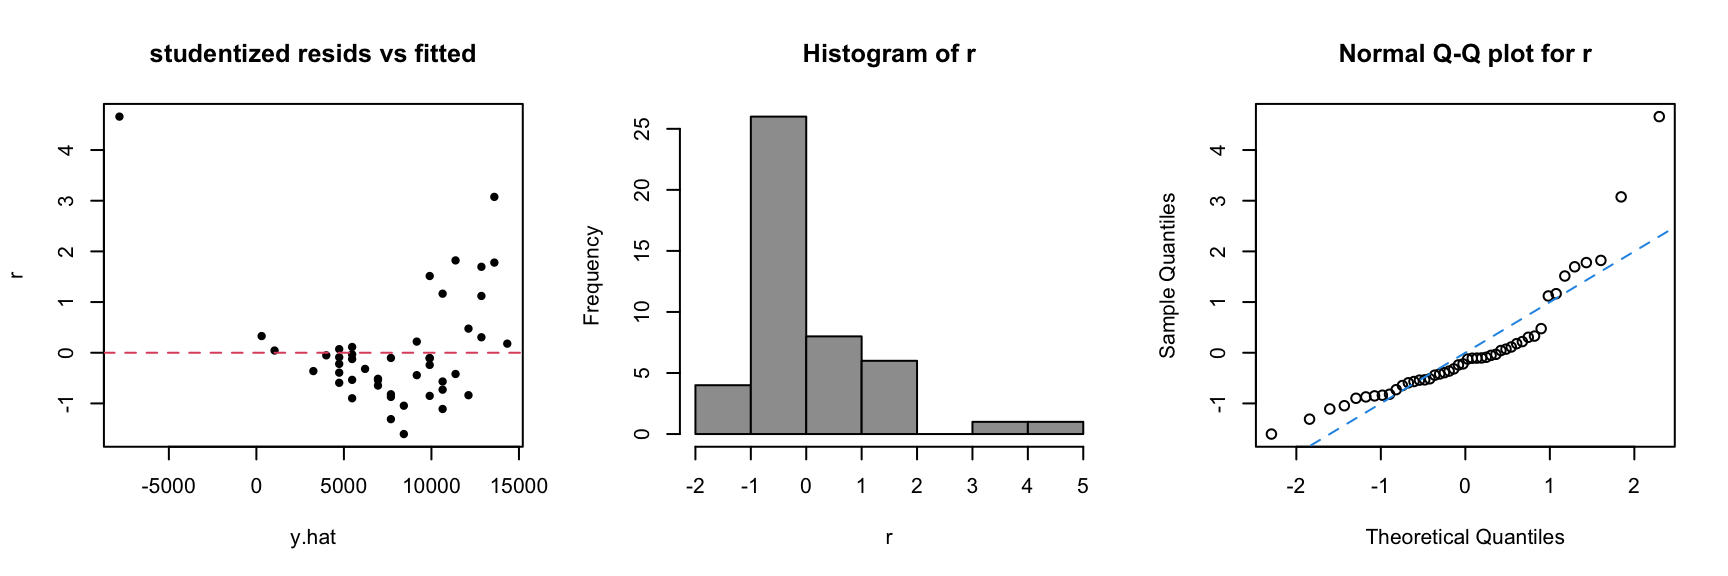 studentized resids vs fitted
r
4
3
2
1
0
-1
-5000 0 5000 10000 15000
y.hat
Histogram of r
Frequency
25
20
15
10
5
0
-2 -1 0 1 2 3 4 5
r
Normal Q-Q plot for r
Sample Quantiles
4
3
2
1
0
-1
-2 -1 0 1 2
Theoretical Quantiles